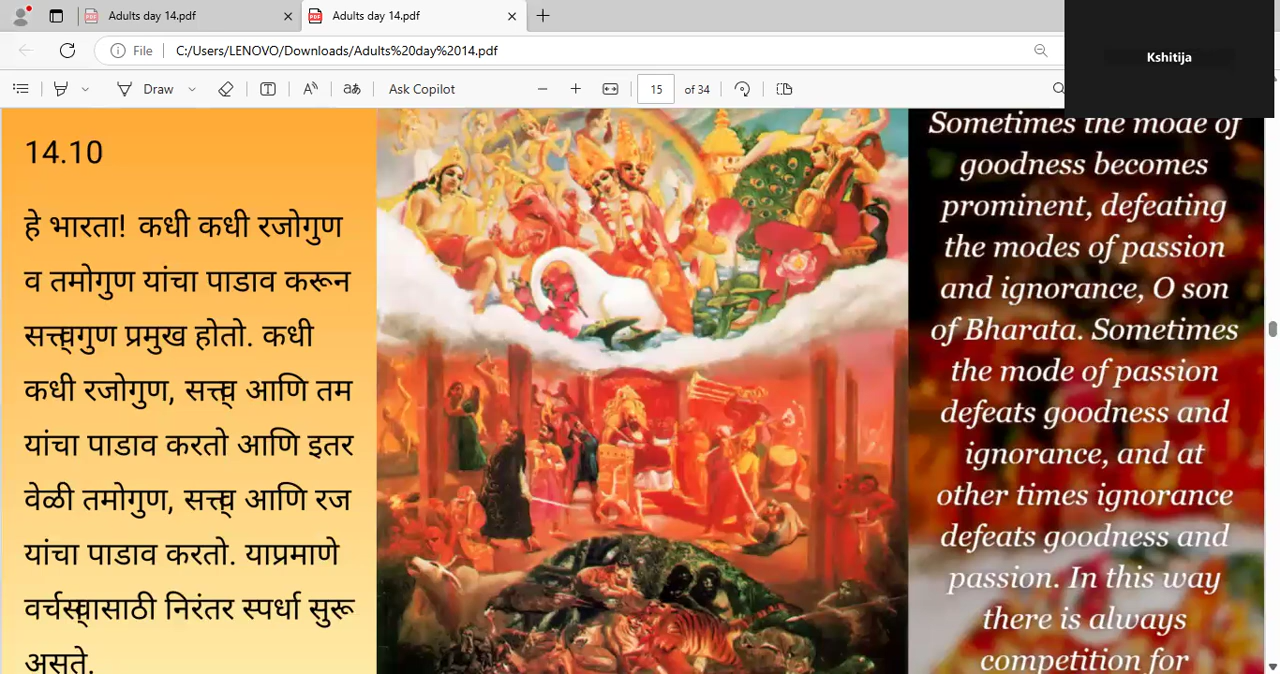 Adults day 14.pdf
Adults day 14.pdf
File
C:/Users/LENOVO/Downloads/Adults%20day%2014.pdf
Draw
Ask Copilot
15 of 34
Kshitija
14.10
हे भारता! कधी कधी रजोगुण
व तमोगुण यांचा पाडाव करून
सत्त्वगुण प्रमुख होतो. कधी
कधी रजोगुण, सत्त्व आणि तम
यांचा पाडाव करतो आणि इतर
वेळी तमोगुण, सत्त्व आणि रज
यांचा पाडाव करतो. याप्रमाणे
वर्चस्वासाठी निरंतर स्पर्धा सुरू
असते.
Sometimes the mode of
goodness becomes
prominent, defeating
the modes of passion
and ignorance, O son
of Bharata. Sometimes
the mode of passion
defeats goodness and
ignorance, and at
other times ignorance
defeats goodness and
passion. In this way
there is always
competition for